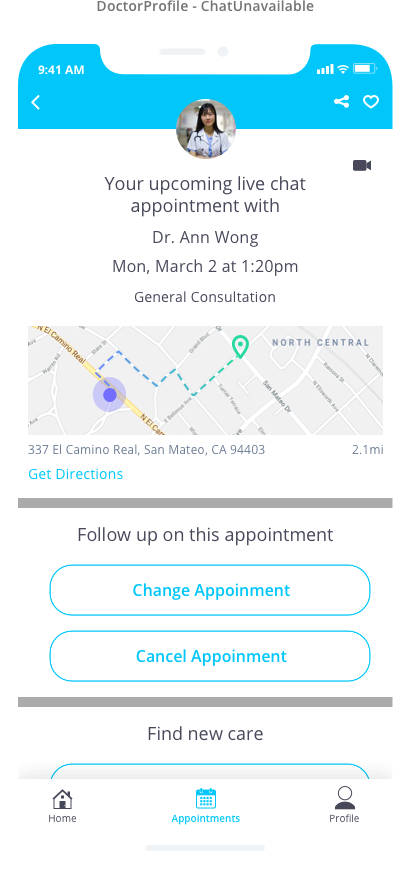 DoctorProfile - ChatUnavailable
9:41 AM
Your upcoming live chat
appointment with
Dr. Ann Wong
Mon, March 2 at 1:20pm
General Consultation
N El Camino Real
NORTH CENTRAL
San Mateo Dr
N El Camino
337 El Camino Real, San Mateo, CA 94403
2.1mi
Get Directions
Follow up on this appointment
Change Appoinment
Cancel Appoinment
Find new care
Home
Appointments
Profile